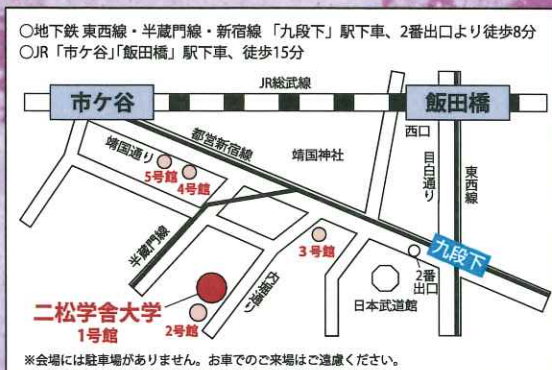 ○地下鉄 東西線・半蔵門線・新宿線 「九段下」駅下車、2番出口より徒歩8分
○JR「市ケ谷」「飯田橋」駅下車、徒歩15分
JR総武線
市ケ谷
飯田橋
西口
都営新宿線
靖国神社
靖国通り
5号館
4号館
目白通り
東西線
半蔵門線
3号館
九段下
2番
出口
内堀通り
日本武道館
二松学舎大学
1号館
2号館
※会場には駐車場がありません。お車でのご来場はご遠慮ください。